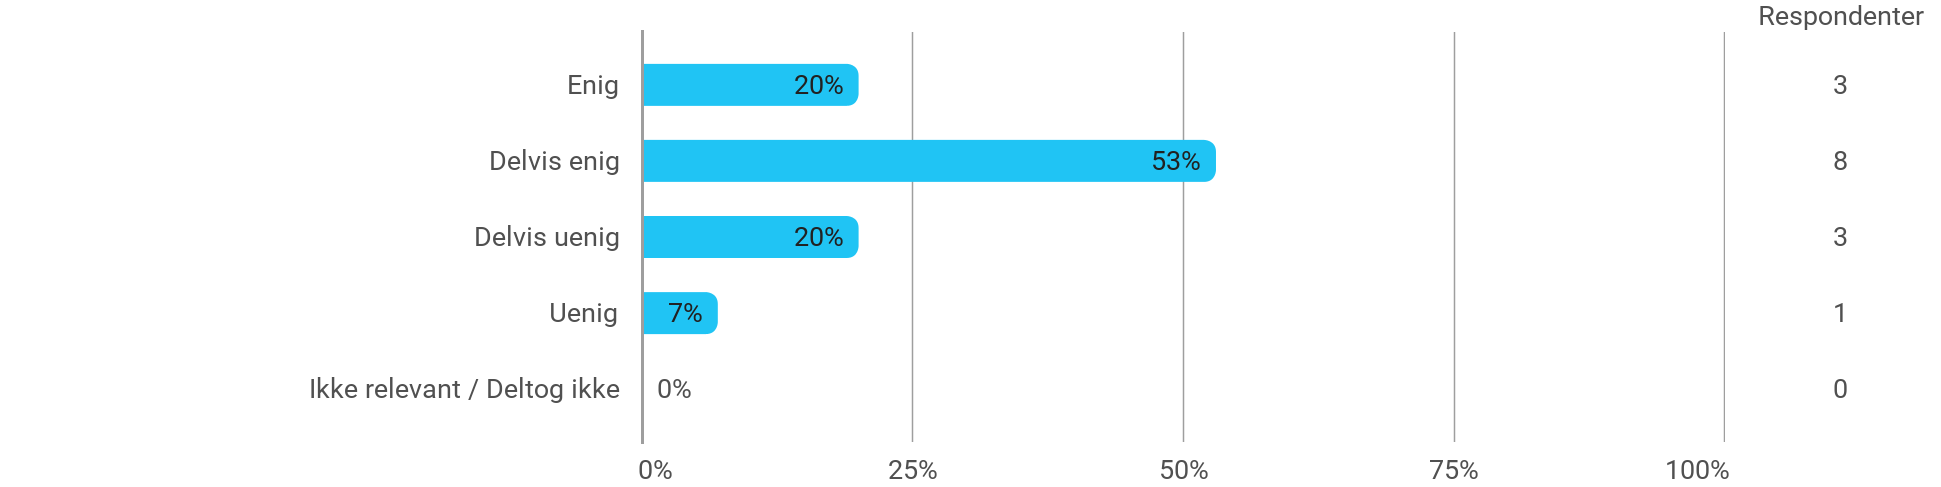 Respondenter
Enig 20% 3
Delvis enig 53% 8
Delvis uenig 20% 3
Uenig 7% 1
Ikke relevant / Deltog ikke 0% 0
0% 25% 50% 75% 100%